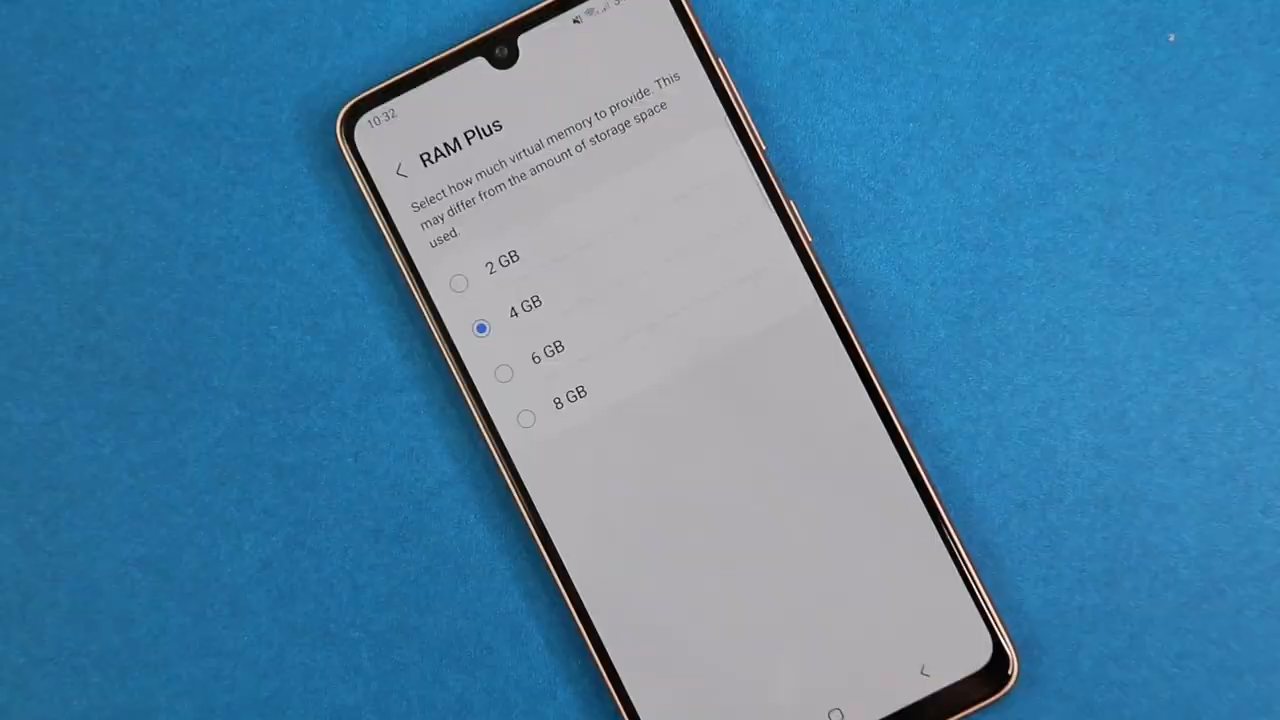 10:32
RAM Plus
Select how much virtual memory to provide. This
may differ from the amount of storage space
used.
2 GB
4 GB
6 GB
8 GB